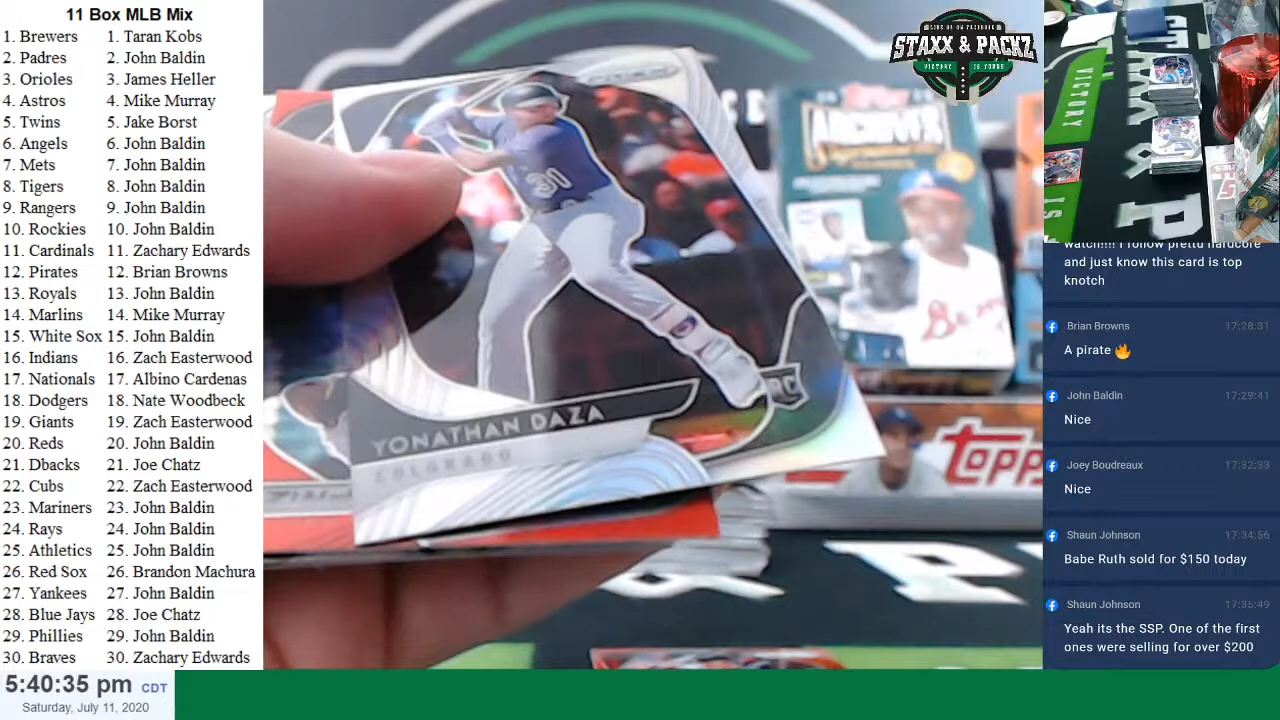 11 Box MLB Mix
1. Brewers 1. Taran Kobs
2. Padres 2. John Baldin
3. Orioles 3. James Heller
4. Astros 4. Mike Murray
5. Twins 5. Jake Borst
6. Angels 6. John Baldin
7. Mets 7. John Baldin
8. Tigers 8. John Baldin
9. Rangers 9. John Baldin
10. Rockies 10. John Baldin
11. Cardinals 11. Zachary Edwards
12. Pirates 12. Brian Browns
13. Royals 13. John Baldin
14. Marlins 14. Mike Murray
15. White Sox 15. John Baldin
16. Indians 16. Zach Easterwood
17. Nationals 17. Albino Cardenas
18. Dodgers 18. Nate Woodbeck
19. Giants 19. Zach Easterwood
20. Reds 20. John Baldin
21. Dbacks 21. Joe Chatz
22. Cubs 22. Zach Easterwood
23. Mariners 23. John Baldin
24. Rays 24. John Baldin
25. Athletics 25. John Baldin
26. Red Sox 26. Brandon Machura
27. Yankees 27. John Baldin
28. Blue Jays 28. Joe Chatz
29. Phillies 29. John Baldin
30. Braves 30. Zachary Edwards
5:40:35 pm CDT
Saturday, July 11, 2020
31
YONATHAN DAZA
COLORADO
RC
Topps
ARCHIVES
Topps
& P
STAXX & PACKZ
VICTORY IS YOURS
VICTORY
P
watch!!!! I follow prettu hardcore
and just know this card is top
knotch
Brian Browns 17:28:31
A pirate 🔥
John Baldin 17:29:41
Nice
Joey Boudreaux 17:32:33
Nice
Shaun Johnson 17:34:56
Babe Ruth sold for $150 today
Shaun Johnson 17:35:49
Yeah its the SSP. One of the first
ones were selling for over $200